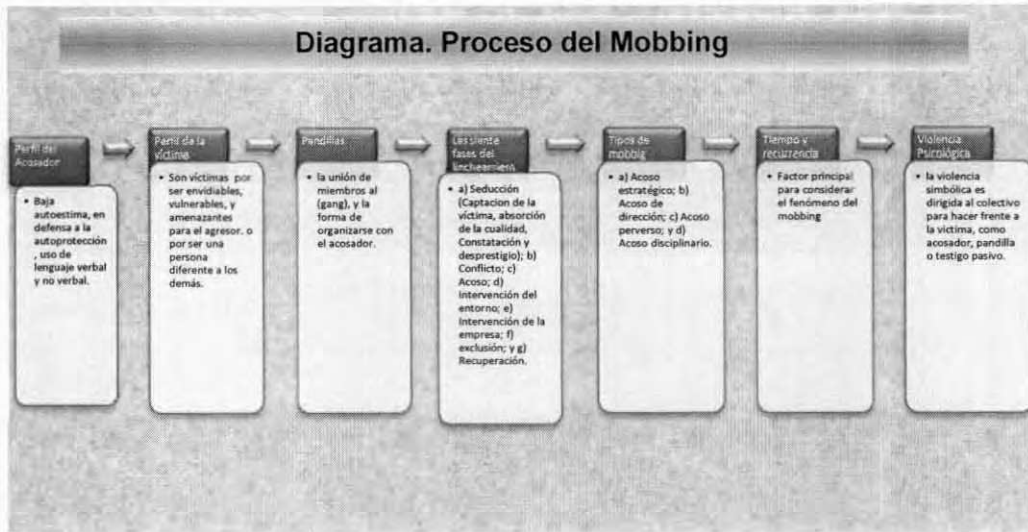 Diagrama. Proceso del Mobbing
Perfil del
Acosador
• Baja
autoestima, en
defensa a la
autoprotección
, uso de
lenguaje verbal
y no verbal.
Perfil de la
víctima
• Son víctimas por
ser envidiables,
vulnerables, y
amenazantes
para el agresor. o
por ser una
persona
diferente a los
demás.
Pandillas
• la unión de
miembros al
(gang), y la
forma de
organizarse con
el acosador.
Las siente
fases del
• a) Seducción
(Captacion de la
víctima, absorción
de la cualidad,
Constatación y
desprestigio); b)
Conflicto; c)
Acoso; d)
Intervención del
entorno; e)
Intervención de la
empresa; f)
exclusión; y g)
Recuperación.
Tipos de
mobbig
• a) Acoso
estratégico; b)
Acoso de
dirección; c) Acoso
perverso; y d)
Acoso disciplinario.
Tiempo y
recurrencia
• Factor principal
para considerar
el fenómeno del
mobbing
Violencia
Psicológica
• la violencia
simbólica es
dirigida al colectivo
para hacer frente a
la victima, como
acosador, pandilla
o testigo pasivo.